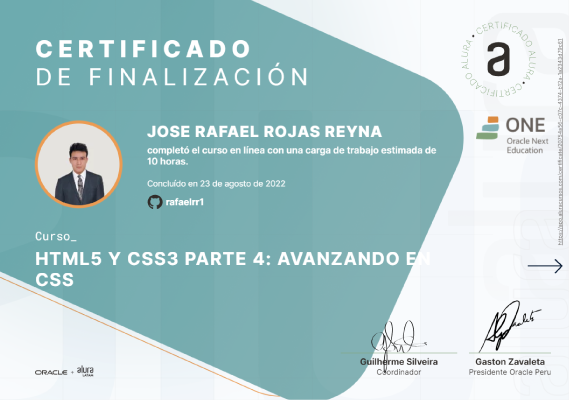 CERTIFICADO
DE FINALIZACIÓN
CERTIFICADO ALURA · CERTIFICADO ALURA ·
a
ONE
Oracle Next
Education
JOSE RAFAEL ROJAS REYNA
completó el curso en línea con una carga de trabajo estimada de
10 horas.
Concluído en 23 de agosto de 2022
rafaelrr1
Curso_
HTML5 Y CSS3 PARTE 4: AVANZANDO EN
CSS
Guilherme Silveira
Coordinador
Gaston Zavaleta
Presidente Oracle Peru
ORACLE + alura
LATAM